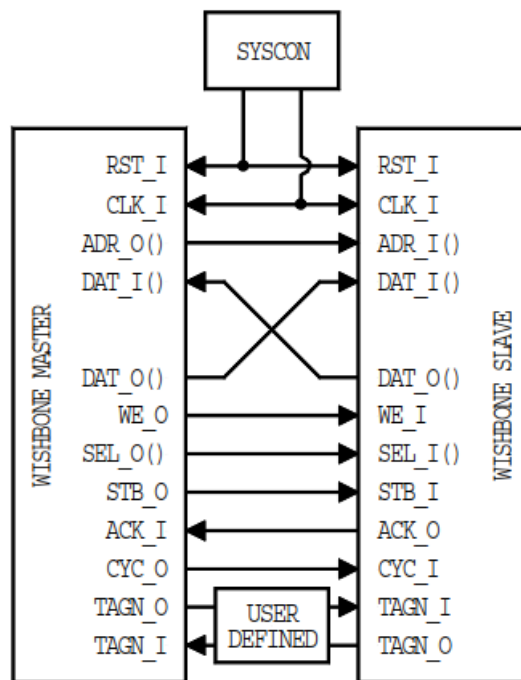 SYSCON
WISHBONE MASTER
RST_I
CLK_I
ADR_O()
DAT_I()
DAT_O()
WE_O
SEL_O()
STB_O
ACK_I
CYC_O
TAGN_O
TAGN_I
USER
DEFINED
RST_I
CLK_I
ADR_I()
DAT_I()
DAT_O()
WE_I
SEL_I()
STB_I
ACK_O
CYC_I
TAGN_I
TAGN_O
WISHBONE SLAVE